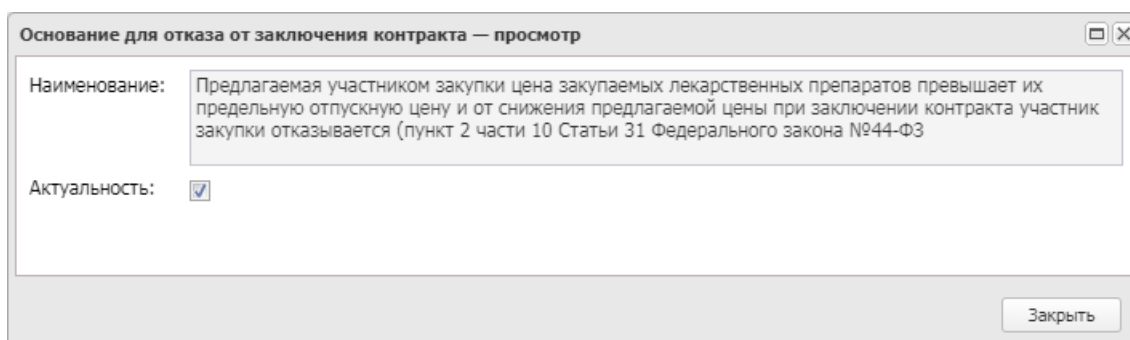 Основание для отказа от заключения контракта — просмотр
Наименование:
Предлагаемая участником закупки цена закупаемых лекарственных препаратов превышает их
предельную отпускную цену и от снижения предлагаемой цены при заключении контракта участник
закупки отказывается (пункт 2 части 10 Статьи 31 Федерального закона №44-ФЗ
Актуальность:
Закрыть